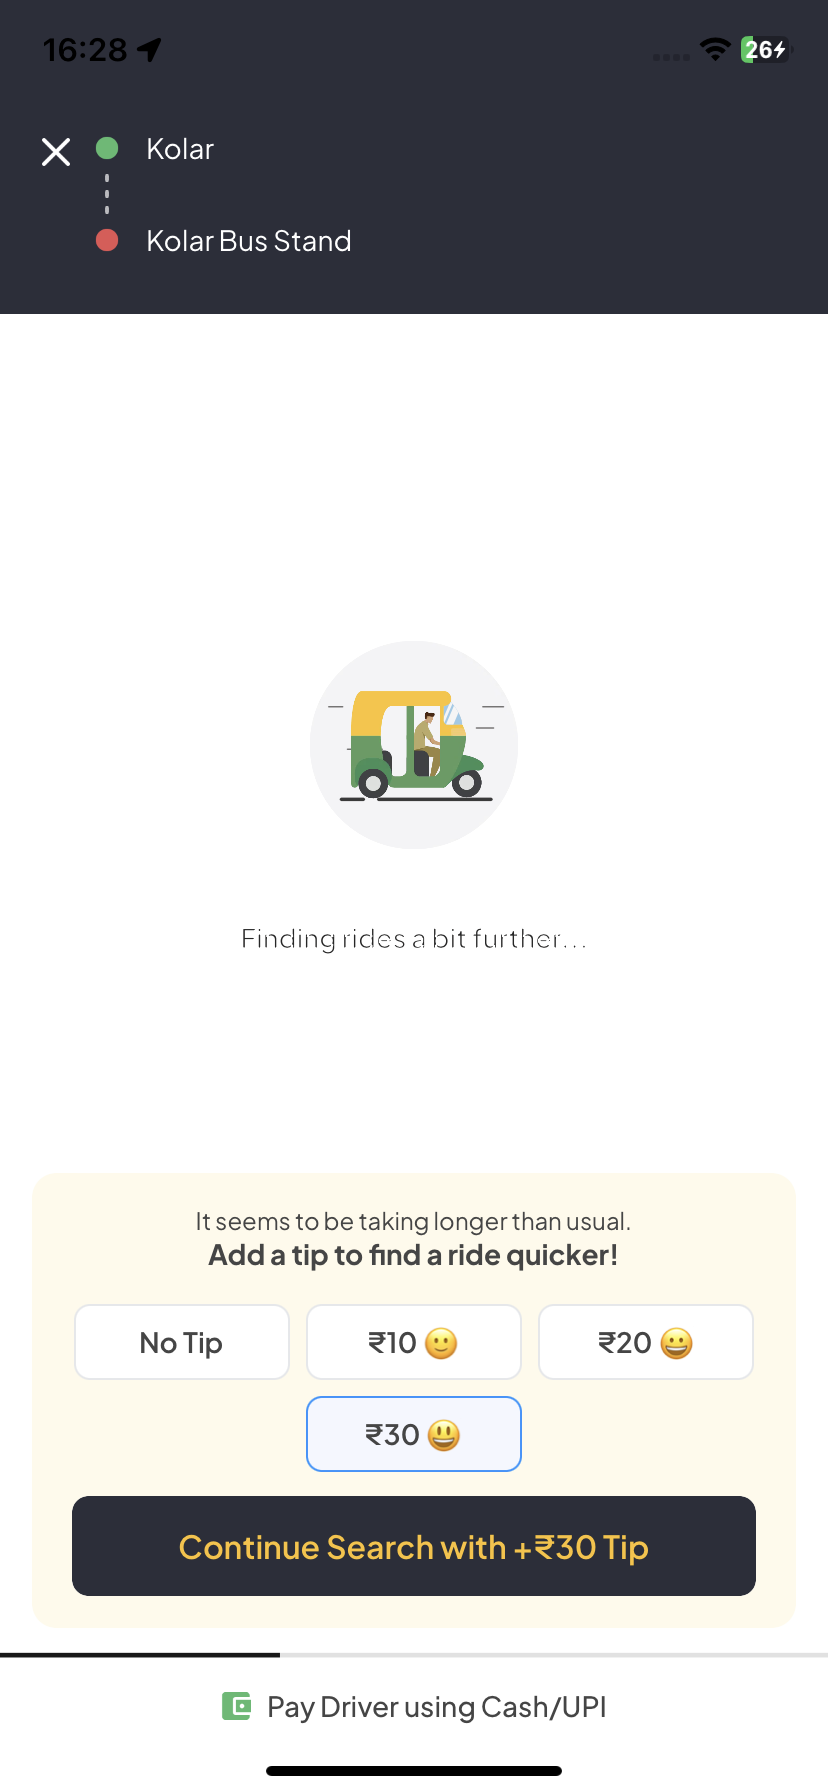 16:28
26
Kolar
Kolar Bus Stand
Finding rides a bit further...
It seems to be taking longer than usual.
Add a tip to find a ride quicker!
No Tip
₹10 🙂
₹20 😀
₹30 😃
Continue Search with +₹30 Tip
Pay Driver using Cash/UPI